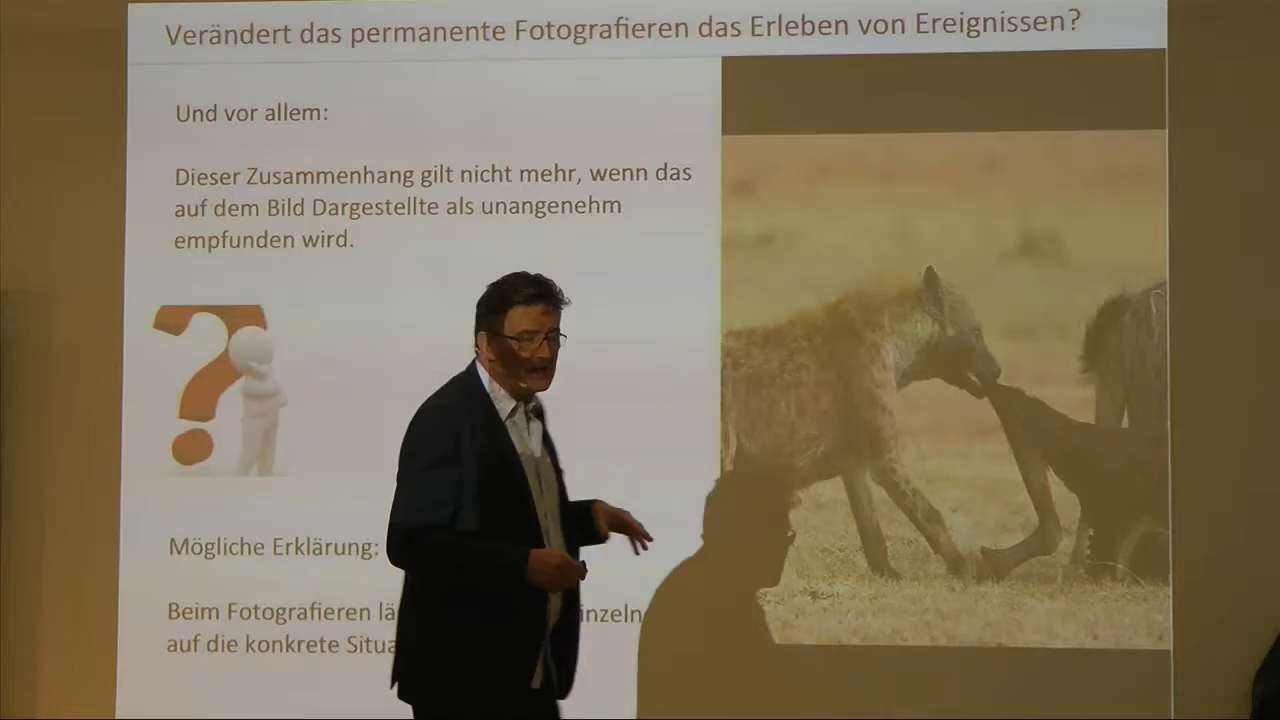 Verändert das permanente Fotografieren das Erleben von Ereignissen?
Und vor allem:
Dieser Zusammenhang gilt nicht mehr, wenn das
auf dem Bild Dargestellte als unangenehm
empfunden wird.
?
Mögliche Erklärung:
Beim Fotografieren
auf die konkrete